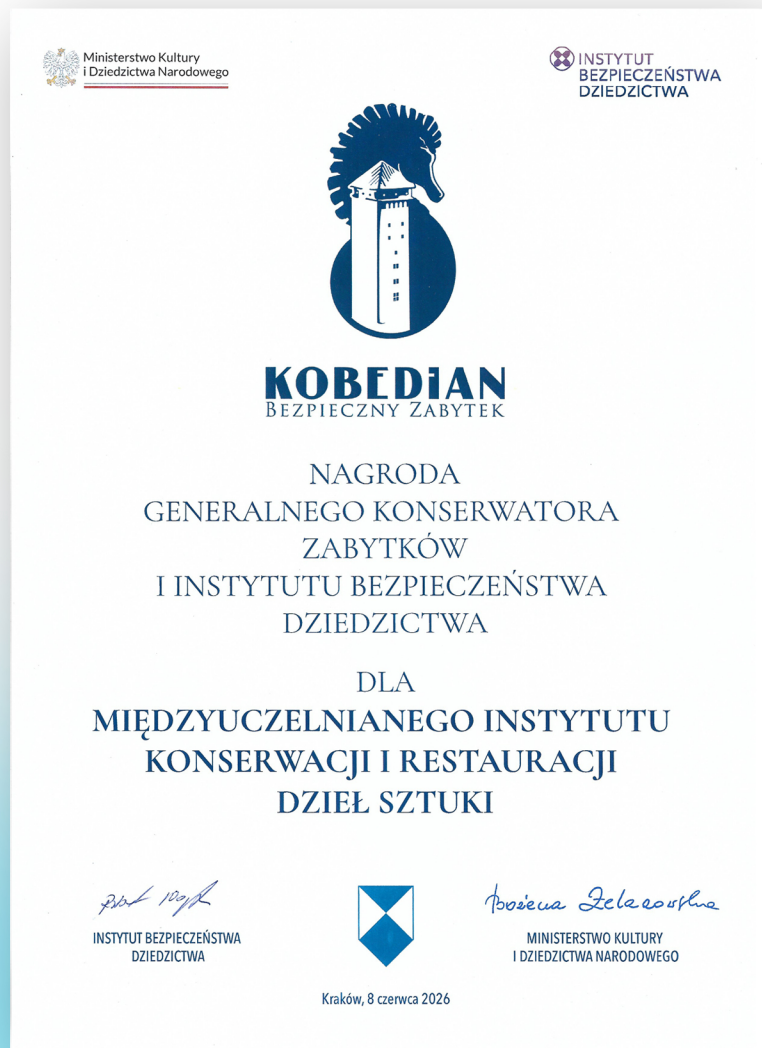 Ministerstwo Kultury
i Dziedzictwa Narodowego
INSTYTUT
BEZPIECZEŃSTWA
DZIEDZICTWA
KOBEDiAN
BEZPIECZNY ZABYTEK
NAGRODA
GENERALNEGO KONSERWATORA
ZABYTKÓW
I INSTYTUTU BEZPIECZEŃSTWA
DZIEDZICTWA
DLA
MIĘDZYUCZELNIANEGO INSTYTUTU
KONSERWACJI I RESTAURACJI
DZIEŁ SZTUKI
Bożena Żelazowska
INSTYTUT BEZPIECZEŃSTWA
DZIEDZICTWA
MINISTERSTWO KULTURY
I DZIEDZICTWA NARODOWEGO
Kraków, 8 czerwca 2026